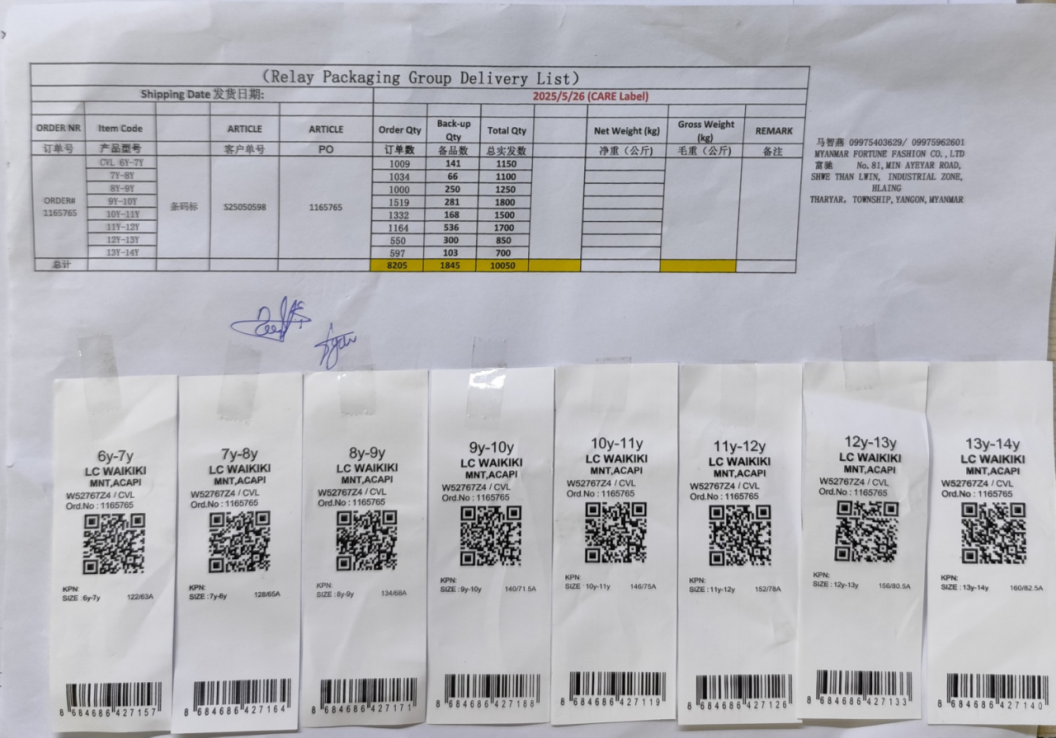 (Relay Packaging Group Delivery List)
Shipping Date 发货日期: 2025/5/26 (CARE Label)
ORDER NR Item Code ARTICLE ARTICLE Order Qty Back-up Qty Total Qty Net Weight (kg) Gross Weight (kg) REMARK
订单号 产品型号 客户单号 PO 订单数 备品数 总实发数 净重（公斤） 毛重（公斤） 备注
CVL 6Y-7Y 1009 141 1150
7Y-8Y 1034 66 1100
8Y-9Y 1000 250 1250
ORDER# 1165765 9Y-10Y 条码标 S25050598 1165765 1519 281 1800
10Y-11Y 1332 168 1500
11Y-12Y 1164 536 1700
12Y-13Y 550 300 850
13Y-14Y 597 103 700
总计 8205 1845 10050
马智燕 09975403629/ 09975962601
MYANMAR FORTUNE FASHION CO.,LTD
富驰 No.81,MIN AYEYAR ROAD,
SHWE THAN LWIN, INDUSTRIAL ZONE,
HLAING
THARYAR, TOWNSHIP,YANGON,MYANMAR
6y-7y
LC WAIKIKI
MNT,ACAPI
W52767Z4 / CVL
Ord.No : 1165765
KPN:
SIZE :6y-7y 122/63A
8 684686 427157
7y-8y
LC WAIKIKI
MNT,ACAPI
W52767Z4 / CVL
Ord.No : 1165765
KPN:
SIZE :7y-8y 128/65A
8 684686 427164
8y-9y
LC WAIKIKI
MNT,ACAPI
W52767Z4 / CVL
Ord.No : 1165765
KPN:
SIZE :8y-9y 134/68A
8 684686 427171
9y-10y
LC WAIKIKI
MNT,ACAPI
W52767Z4 / CVL
Ord.No : 1165765
KPN:
SIZE :9y-10y 140/71.5A
8 684686 427188
10y-11y
LC WAIKIKI
MNT,ACAPI
W52767Z4 / CVL
Ord.No : 1165765
KPN:
SIZE :10y-11y 146/75A
8 684686 427119
11y-12y
LC WAIKIKI
MNT,ACAPI
W52767Z4 / CVL
Ord.No : 1165765
KPN:
SIZE :11y-12y 152/78A
8 684686 427126
12y-13y
LC WAIKIKI
MNT,ACAPI
W52767Z4 / CVL
Ord.No : 1165765
KPN:
SIZE :12y-13y 156/80.5A
8 684686 427133
13y-14y
LC WAIKIKI
MNT,ACAPI
W52767Z4 / CVL
Ord.No : 1165765
KPN:
SIZE :13y-14y 160/82.5A
8 684686 427140